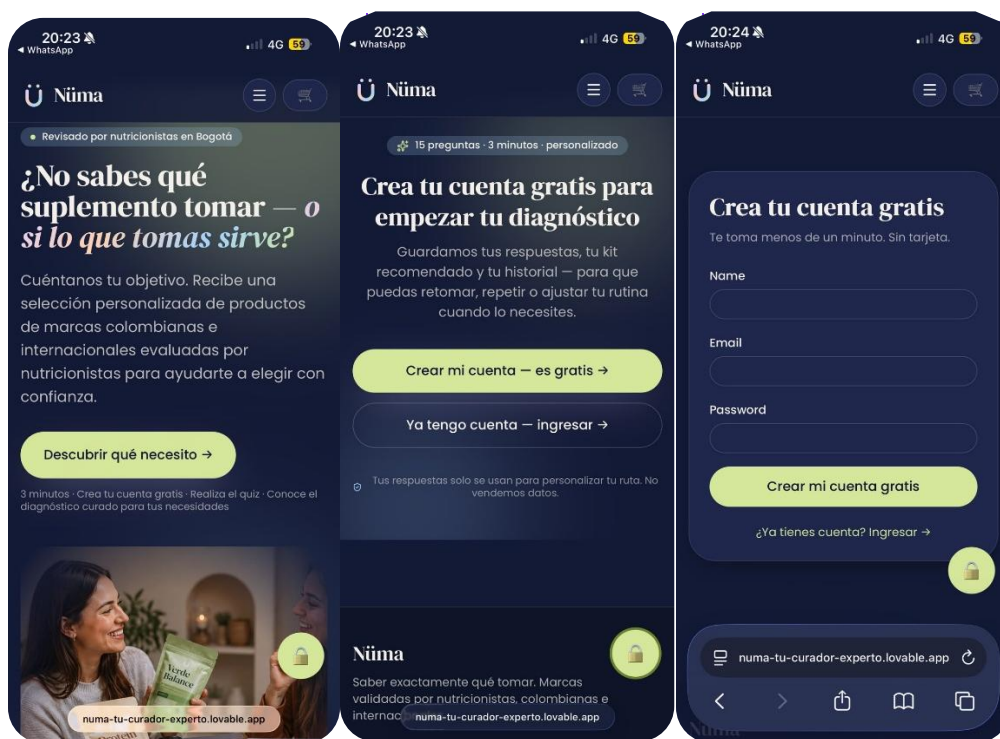 20:23
WhatsApp
4G 59
Nüma
Revisado por nutricionistas en Bogotá
¿No sabes qué
suplemento tomar — o
si lo que tomas sirve?
Cuéntanos tu objetivo. Recibe una
selección personalizada de productos
de marcas colombianas e
internacionales evaluadas por
nutricionistas para ayudarte a elegir con
confianza.
Descubrir qué necesito →
3 minutos · Crea tu cuenta gratis · Realiza el quiz · Conoce el
diagnóstico curado para tus necesidades
Verde
Balance
Protein
numa-tu-curador-experto.lovable.app
20:23
WhatsApp
4G 59
Nüma
15 preguntas · 3 minutos · personalizado
Crea tu cuenta gratis para
empezar tu diagnóstico
Guardamos tus respuestas, tu kit
recomendado y tu historial — para que
puedas retomar, repetir o ajustar tu rutina
cuando lo necesites.
Crear mi cuenta — es gratis →
Ya tengo cuenta — ingresar →
Tus respuestas solo se usan para personalizar tu ruta. No
vendemos datos.
Nüma
Saber exactamente qué tomar. Marcas
validadas por nutricionistas, colombianas e
numa-tu-curador-experto.lovable.app
20:24
WhatsApp
4G 59
Nüma
Crea tu cuenta gratis
Te toma menos de un minuto. Sin tarjeta.
Name
Email
Password
Crear mi cuenta gratis
¿Ya tienes cuenta? Ingresar →
numa-tu-curador-experto.lovable.app
Nüma